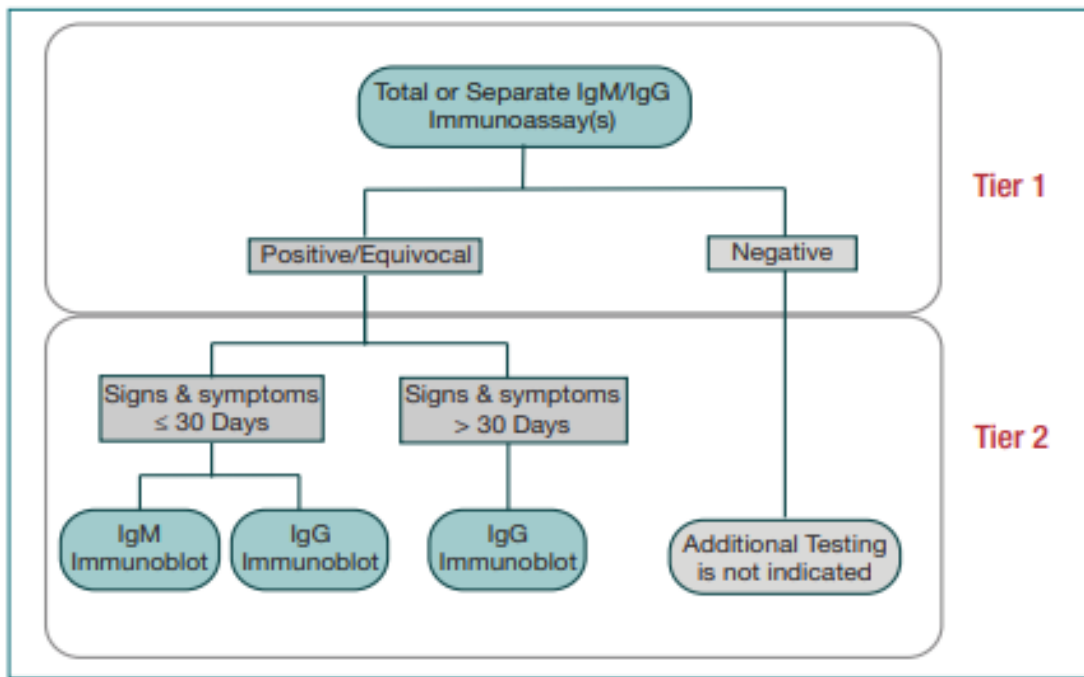 Total or Separate IgM/IgG
Immunoassay(s)
Tier 1
Positive/Equivocal
Negative
Signs & symptoms
≤ 30 Days
Signs & symptoms
> 30 Days
Tier 2
IgM
Immunoblot
IgG
Immunoblot
IgG
Immunoblot
Additional Testing
is not indicated